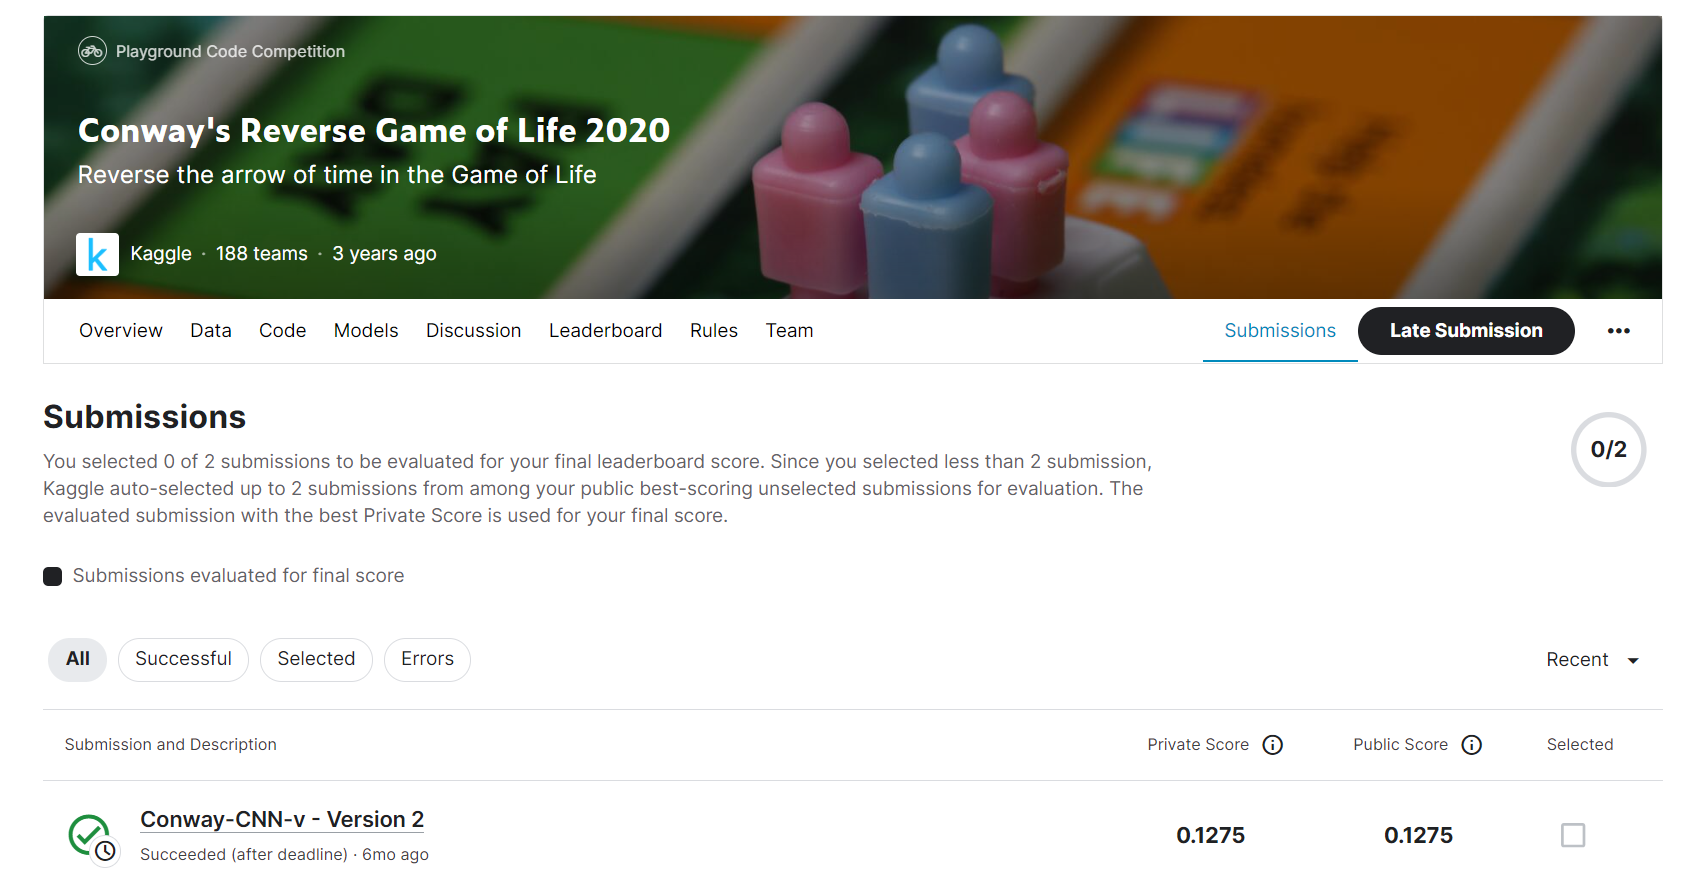 Playground Code Competition
Conway's Reverse Game of Life 2020
Reverse the arrow of time in the Game of Life
k
Kaggle · 188 teams · 3 years ago
Overview Data Code Models Discussion Leaderboard Rules Team Submissions Late Submission •••
Submissions
0/2
You selected 0 of 2 submissions to be evaluated for your final leaderboard score. Since you selected less than 2 submission,
Kaggle auto-selected up to 2 submissions from among your public best-scoring unselected submissions for evaluation. The
evaluated submission with the best Private Score is used for your final score.
Submissions evaluated for final score
All Successful Selected Errors Recent
Submission and Description Private Score Public Score Selected
Conway-CNN-v - Version 2
0.1275 0.1275
Succeeded (after deadline) · 6mo ago